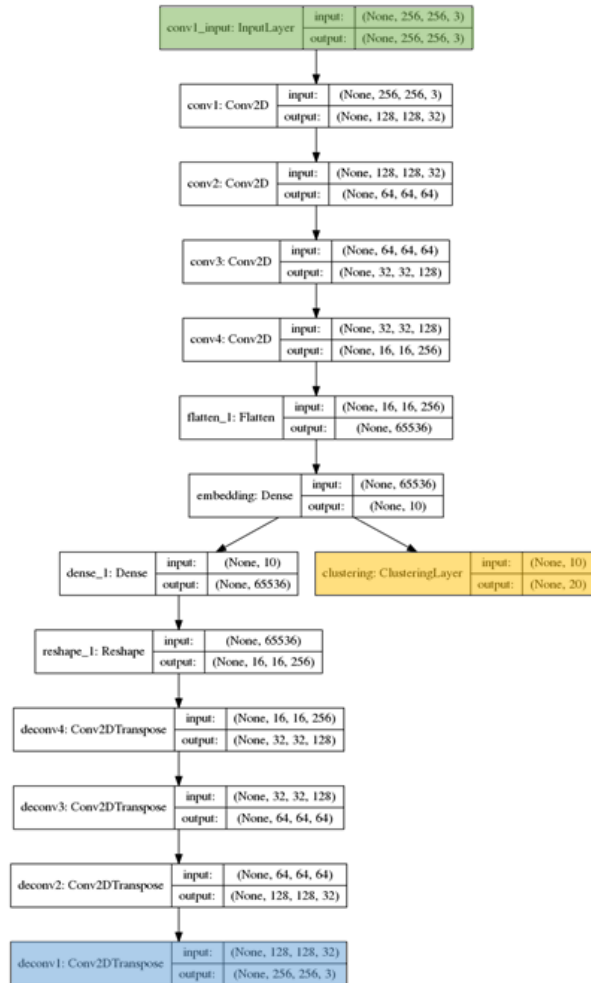 conv1_input: InputLayer input: (None, 256, 256, 3)
output: (None, 256, 256, 3)
conv1: Conv2D input: (None, 256, 256, 3)
output: (None, 128, 128, 32)
conv2: Conv2D input: (None, 128, 128, 32)
output: (None, 64, 64, 64)
conv3: Conv2D input: (None, 64, 64, 64)
output: (None, 32, 32, 128)
conv4: Conv2D input: (None, 32, 32, 128)
output: (None, 16, 16, 256)
flatten_1: Flatten input: (None, 16, 16, 256)
output: (None, 65536)
embedding: Dense input: (None, 65536)
output: (None, 10)
dense_1: Dense input: (None, 10)
output: (None, 65536)
clustering: ClusteringLayer input: (None, 10)
output: (None, 20)
reshape_1: Reshape input: (None, 65536)
output: (None, 16, 16, 256)
deconv4: Conv2DTranspose input: (None, 16, 16, 256)
output: (None, 32, 32, 128)
deconv3: Conv2DTranspose input: (None, 32, 32, 128)
output: (None, 64, 64, 64)
deconv2: Conv2DTranspose input: (None, 64, 64, 64)
output: (None, 128, 128, 32)
deconv1: Conv2DTranspose input: (None, 128, 128, 32)
output: (None, 256, 256, 3)